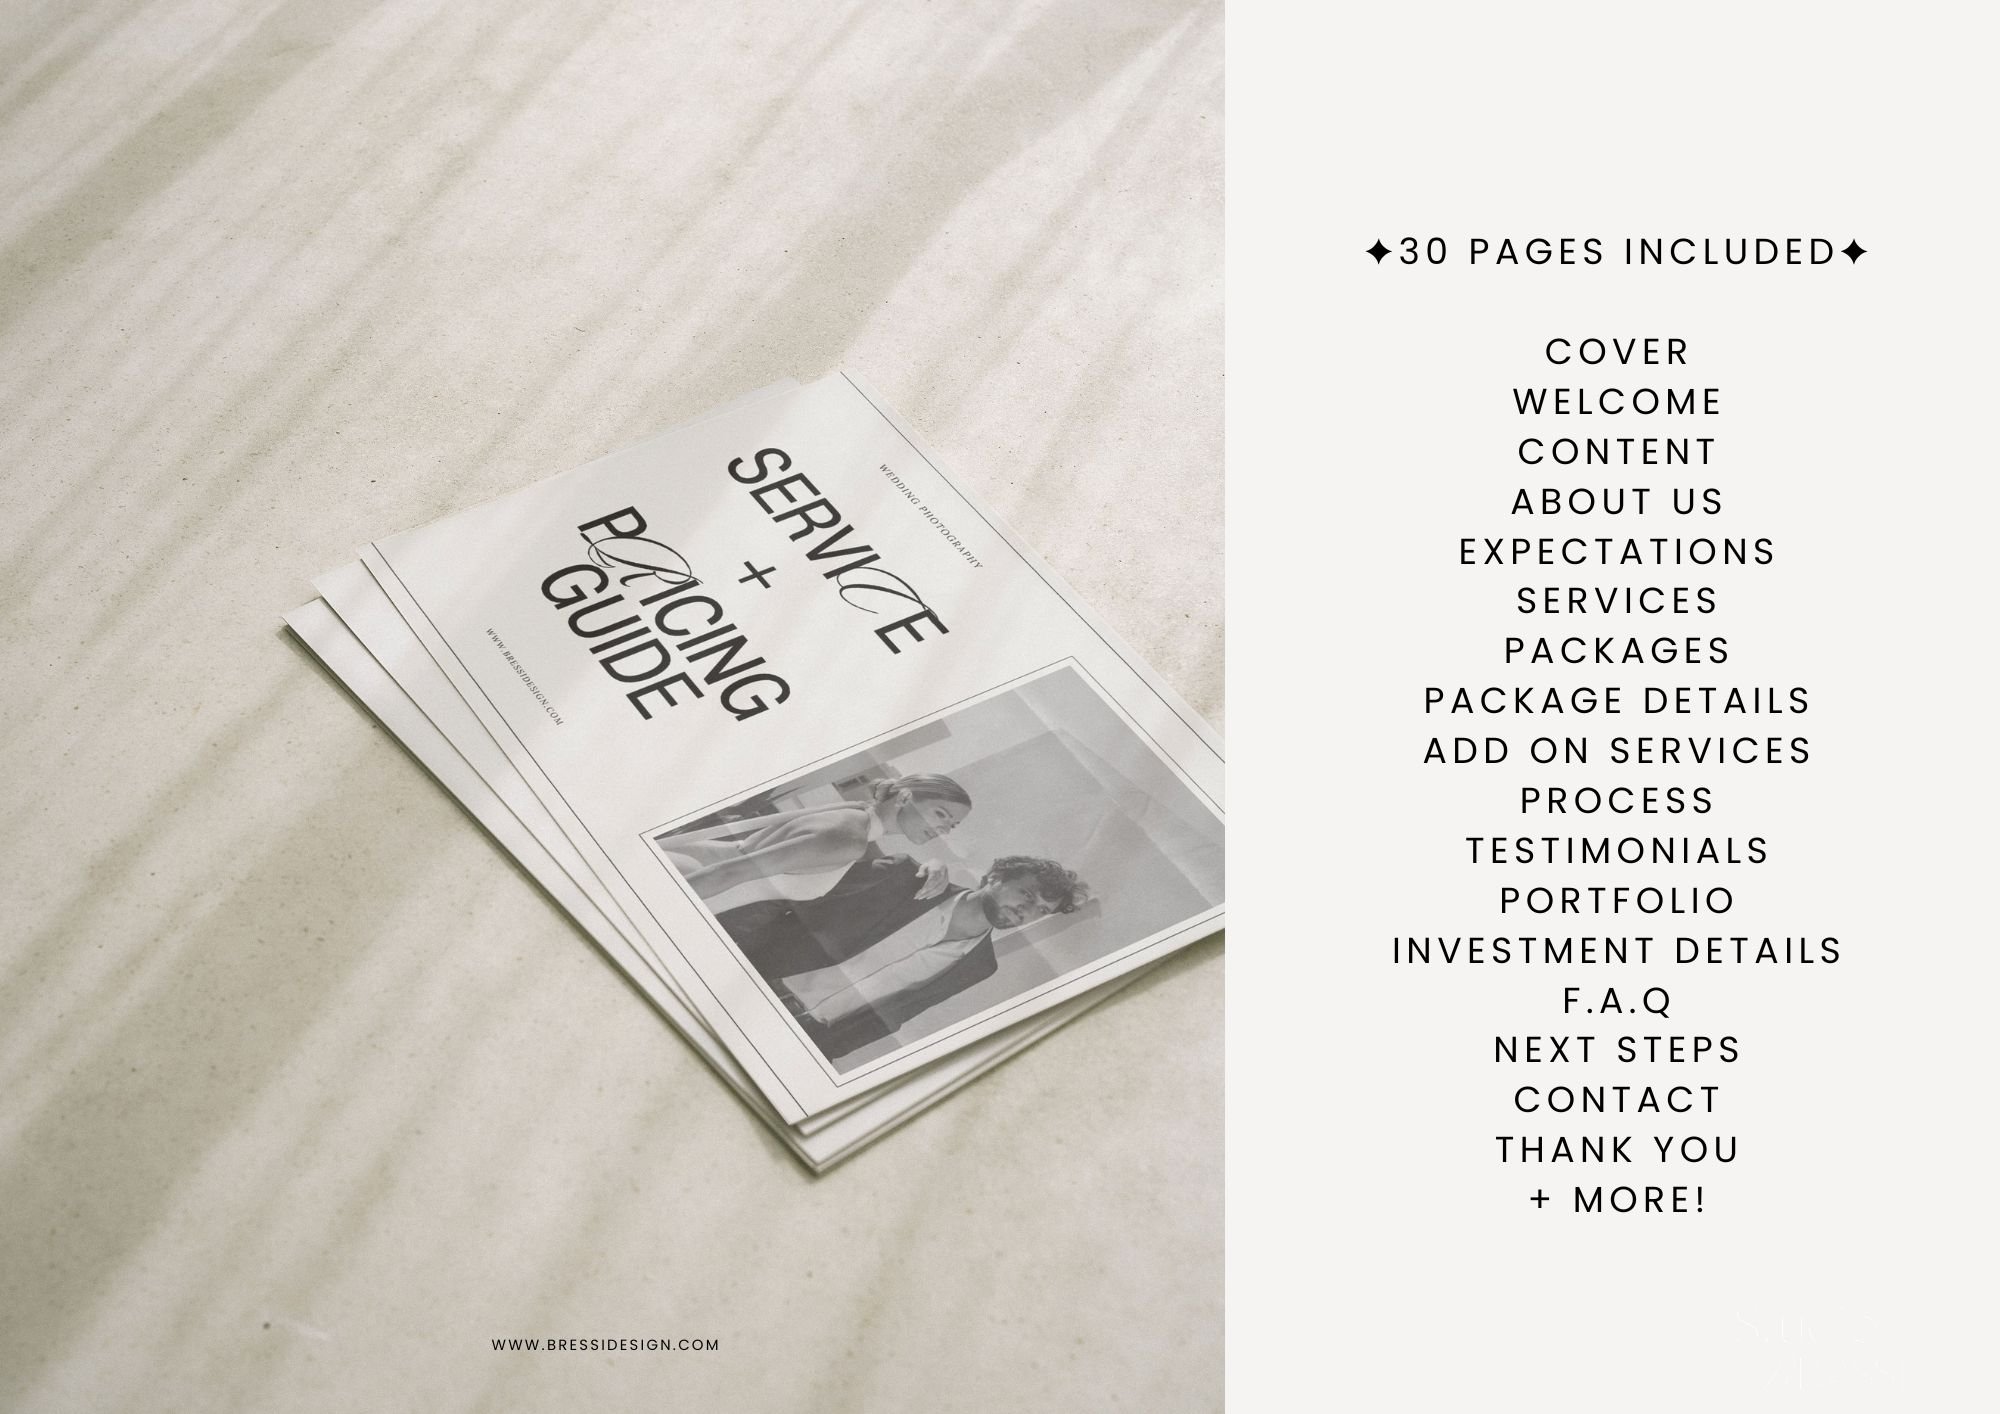 WEDDING PHOTOGRAPHY
SERVICE
+
PRICING
GUIDE
WWW.BRESSIDESIGN.COM
WWW.BRESSIDESIGN.COM
✦30 PAGES INCLUDED✦
COVER
WELCOME
CONTENT
ABOUT US
EXPECTATIONS
SERVICES
PACKAGES
PACKAGE DETAILS
ADD ON SERVICES
PROCESS
TESTIMONIALS
PORTFOLIO
INVESTMENT DETAILS
F.A.Q
NEXT STEPS
CONTACT
THANK YOU
+ MORE!